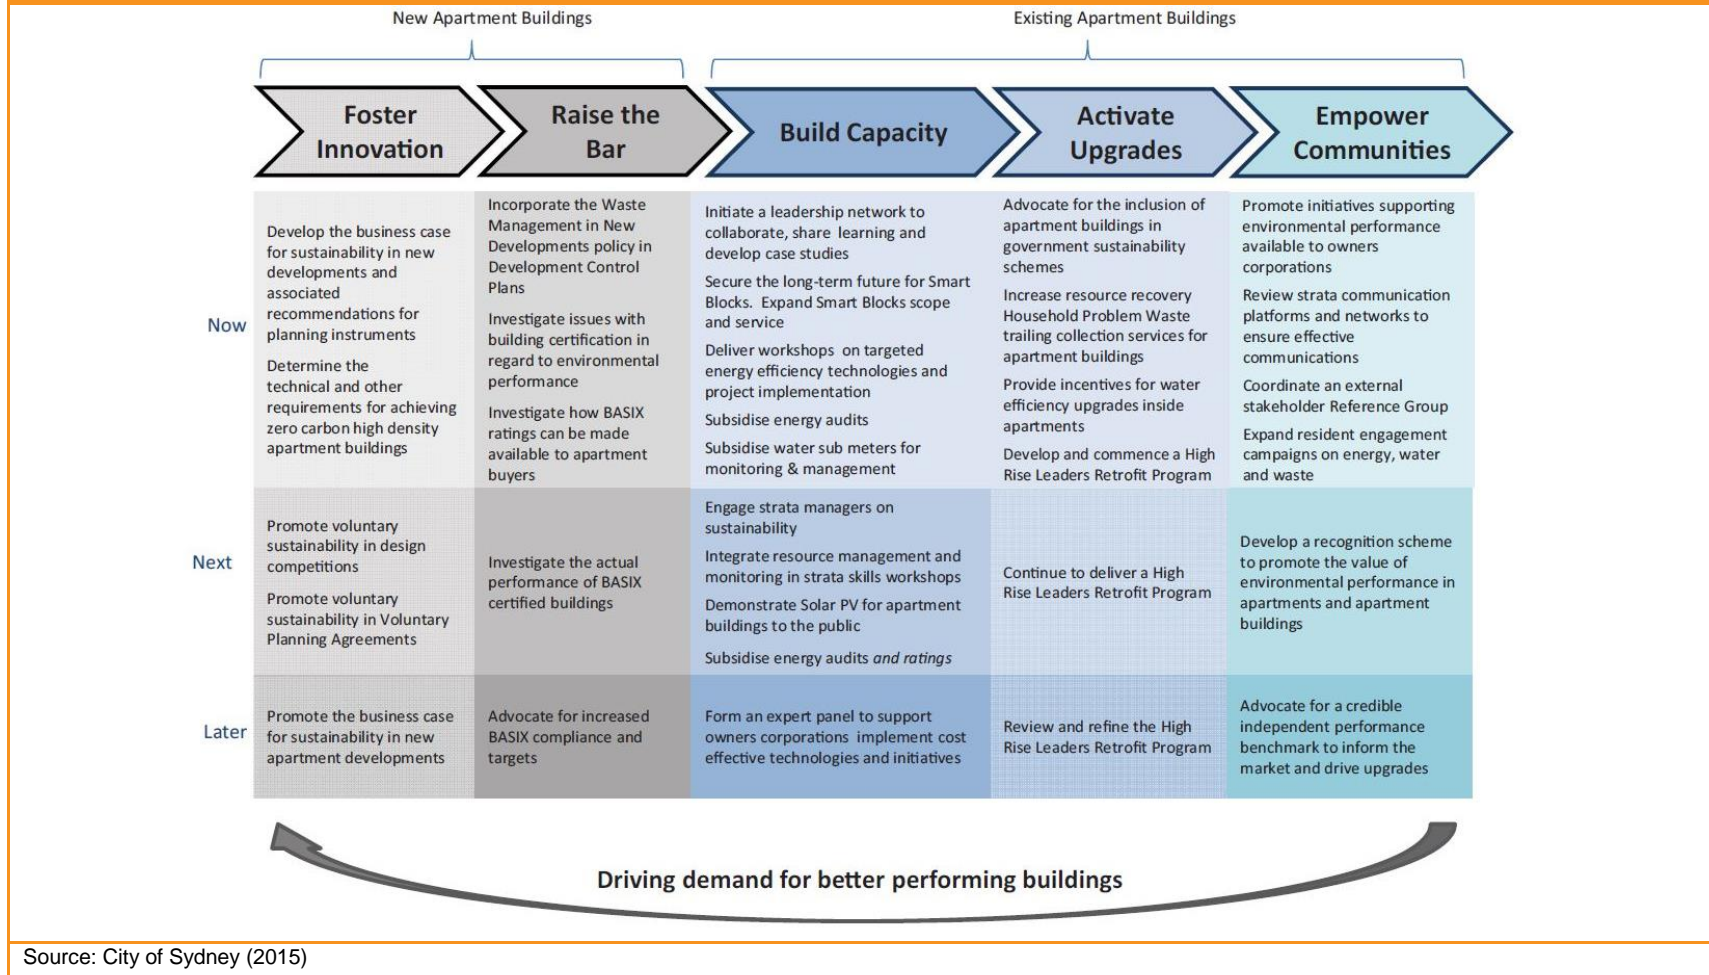 New Apartment Buildings
Existing Apartment Buildings
Foster
Innovation
Raise the
Bar
Build Capacity
Activate
Upgrades
Empower
Communities
Now
Develop the business case
for sustainability in new
developments and
associated
recommendations for
planning instruments
Determine the
technical and other
requirements for achieving
zero carbon high density
apartment buildings
Incorporate the Waste
Management in New
Developments policy in
Development Control
Plans
Investigate issues with
building certification in
regard to environmental
performance
Investigate how BASIX
ratings can be made
available to apartment
buyers
Initiate a leadership network to
collaborate, share learning and
develop case studies
Secure the long-term future for Smart
Blocks. Expand Smart Blocks scope
and service
Deliver workshops on targeted
energy efficiency technologies and
project implementation
Subsidise energy audits
Subsidise water sub meters for
monitoring & management
Advocate for the inclusion of
apartment buildings in
government sustainability
schemes
Increase resource recovery
Household Problem Waste
trailing collection services for
apartment buildings
Provide incentives for water
efficiency upgrades inside
apartments
Develop and commence a High
Rise Leaders Retrofit Program
Promote initiatives supporting
environmental performance
available to owners
corporations
Review strata communication
platforms and networks to
ensure effective
communications
Coordinate an external
stakeholder Reference Group
Expand resident engagement
campaigns on energy, water
and waste
Next
Promote voluntary
sustainability in design
competitions
Promote voluntary
sustainability in Voluntary
Planning Agreements
Investigate the actual
performance of BASIX
certified buildings
Engage strata managers on
sustainability
Integrate resource management and
monitoring in strata skills workshops
Demonstrate Solar PV for apartment
buildings to the public
Subsidise energy audits and ratings
Continue to deliver a High
Rise Leaders Retrofit Program
Develop a recognition scheme
to promote the value of
environmental performance in
apartments and apartment
buildings
Later
Promote the business case
for sustainability in new
apartment developments
Advocate for increased
BASIX compliance and
targets
Form an expert panel to support
owners corporations implement cost
effective technologies and initiatives
Review and refine the High
Rise Leaders Retrofit Program
Advocate for a credible
independent performance
benchmark to inform the
market and drive upgrades
Driving demand for better performing buildings
Source: City of Sydney (2015)